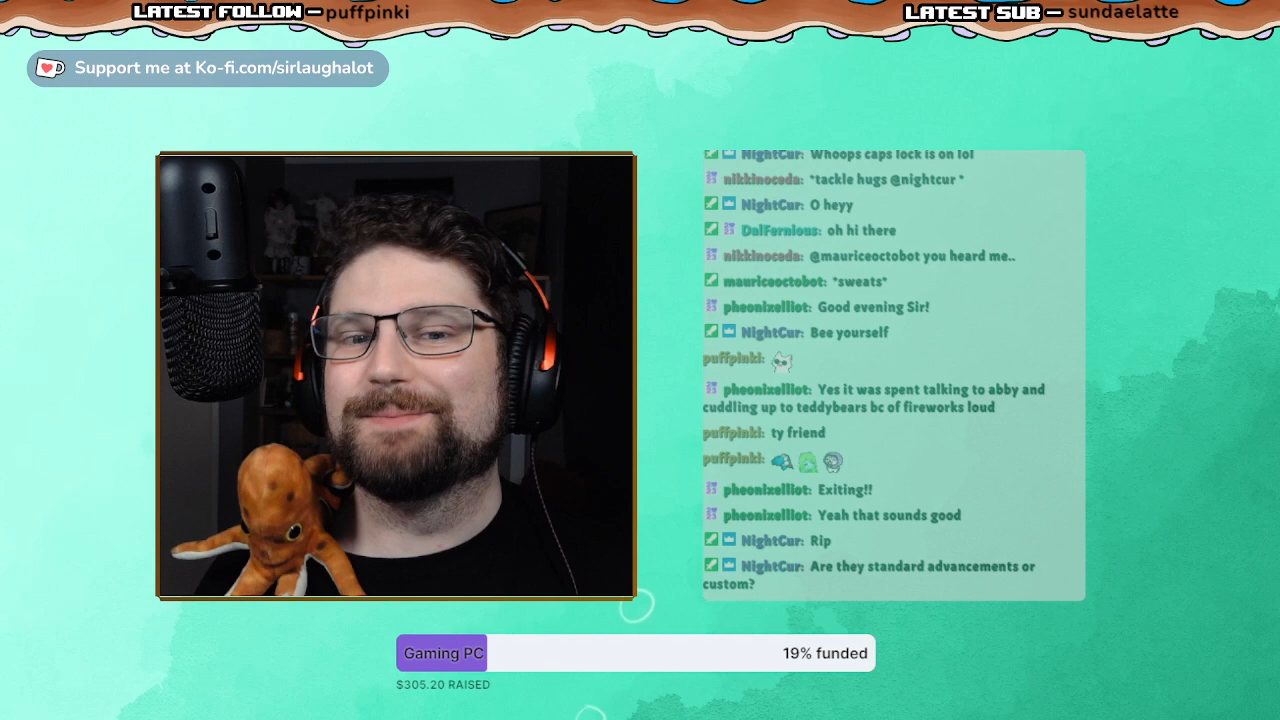 LATEST FOLLOW – puffpinki
LATEST SUB – sundaelatte
Support me at Ko-fi.com/sirlaughalot
NightCur: Whoops caps lock is on lol
nikkinoceda: *tackle hugs @nightcur *
NightCur: O heyy
DalFernious: oh hi there
nikkinoceda: @mauriceoctobot you heard me..
mauriceoctobot: *sweats*
pheonixelliot: Good evening Sir!
NightCur: Bee yourself
puffpinki:
pheonixelliot: Yes it was spent talking to abby and
cuddling up to teddybears bc of fireworks loud
puffpinki: ty friend
puffpinki:
pheonixelliot: Exiting!!
pheonixelliot: Yeah that sounds good
NightCur: Rip
NightCur: Are they standard advancements or
custom?
Gaming PC 19% funded
$305.20 RAISED